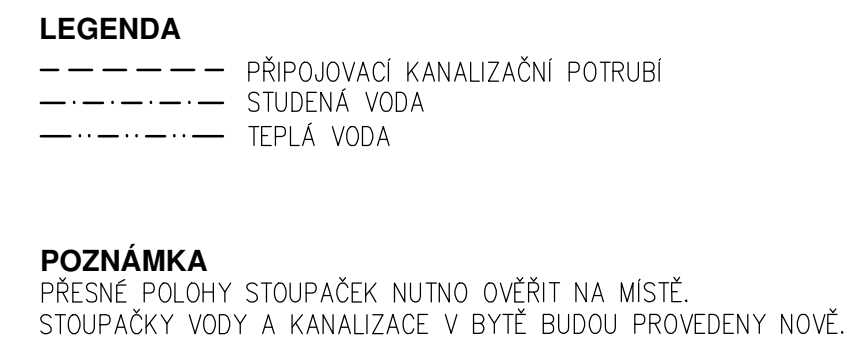 LEGENDA
PŘIPOJOVACÍ KANALIZAČNÍ POTRUBÍ
STUDENÁ VODA
TEPLÁ VODA
POZNÁMKA
PŘESNÉ POLOHY STOUPAČEK NUTNO OVĚŘIT NA MÍSTĚ.
STOUPAČKY VODY A KANALIZACE V BYTĚ BUDOU PROVEDENY NOVĚ.